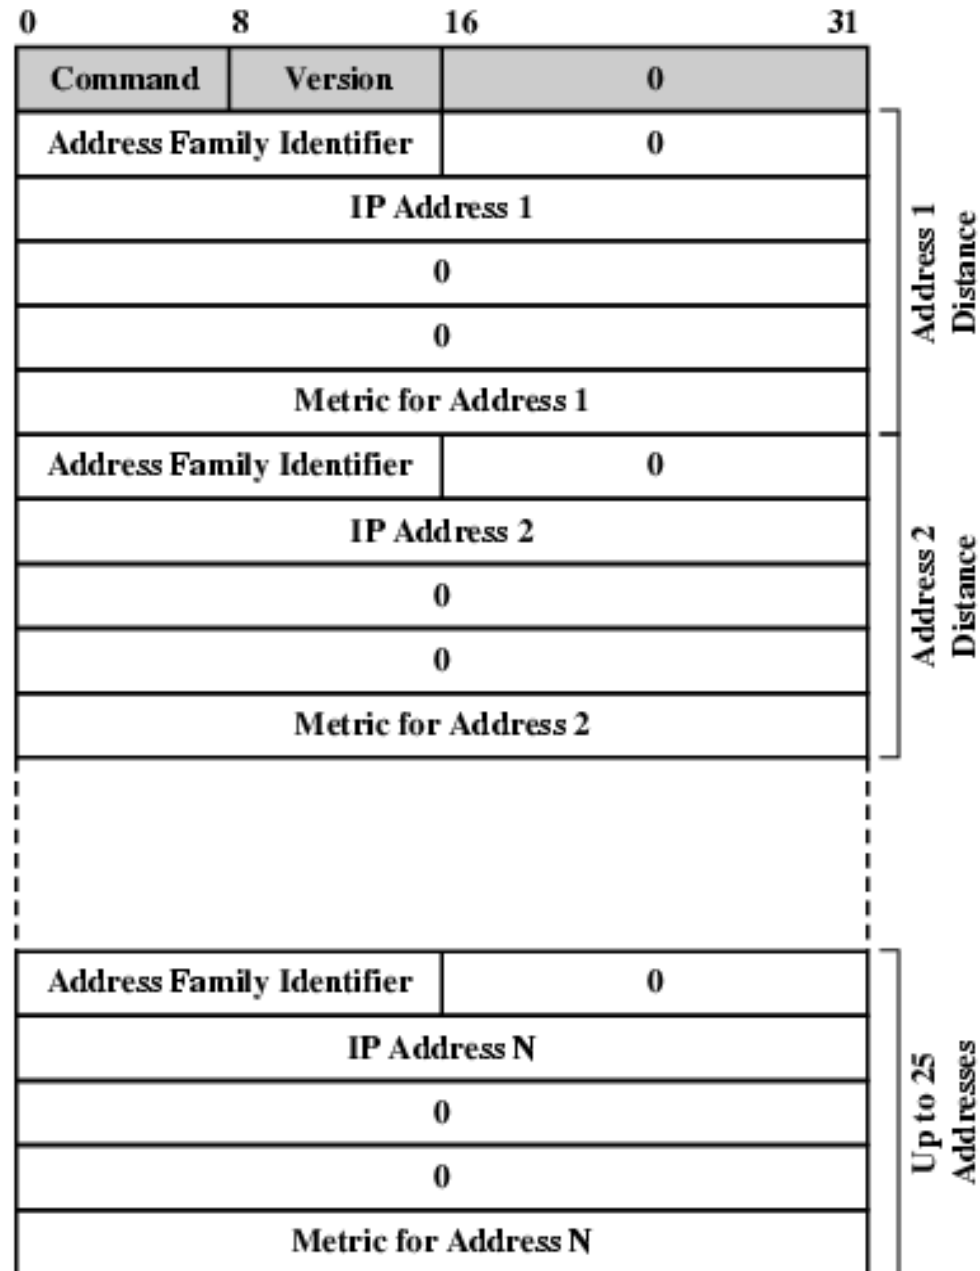 0 8 16 31
Command Version 0
Address Family Identifier 0
IP Address 1
0
0
Metric for Address 1
Address 1
Distance
Address Family Identifier 0
IP Address 2
0
0
Metric for Address 2
Address 2
Distance
Address Family Identifier 0
IP Address N
0
0
Metric for Address N
Up to 25
Addresses